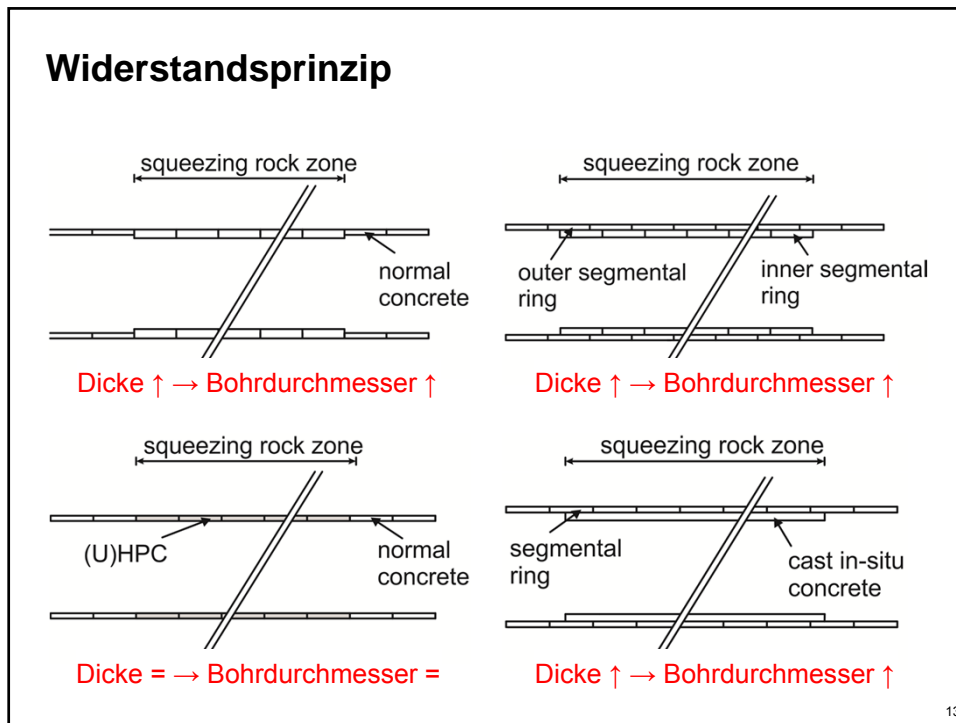 Widerstandsprinzip
squeezing rock zone
normal
concrete
Dicke ↑ → Bohrdurchmesser ↑
squeezing rock zone
outer segmental
ring
inner segmental
ring
Dicke ↑ → Bohrdurchmesser ↑
squeezing rock zone
(U)HPC
normal
concrete
Dicke = → Bohrdurchmesser =
squeezing rock zone
segmental
ring
cast in-situ
concrete
Dicke ↑ → Bohrdurchmesser ↑